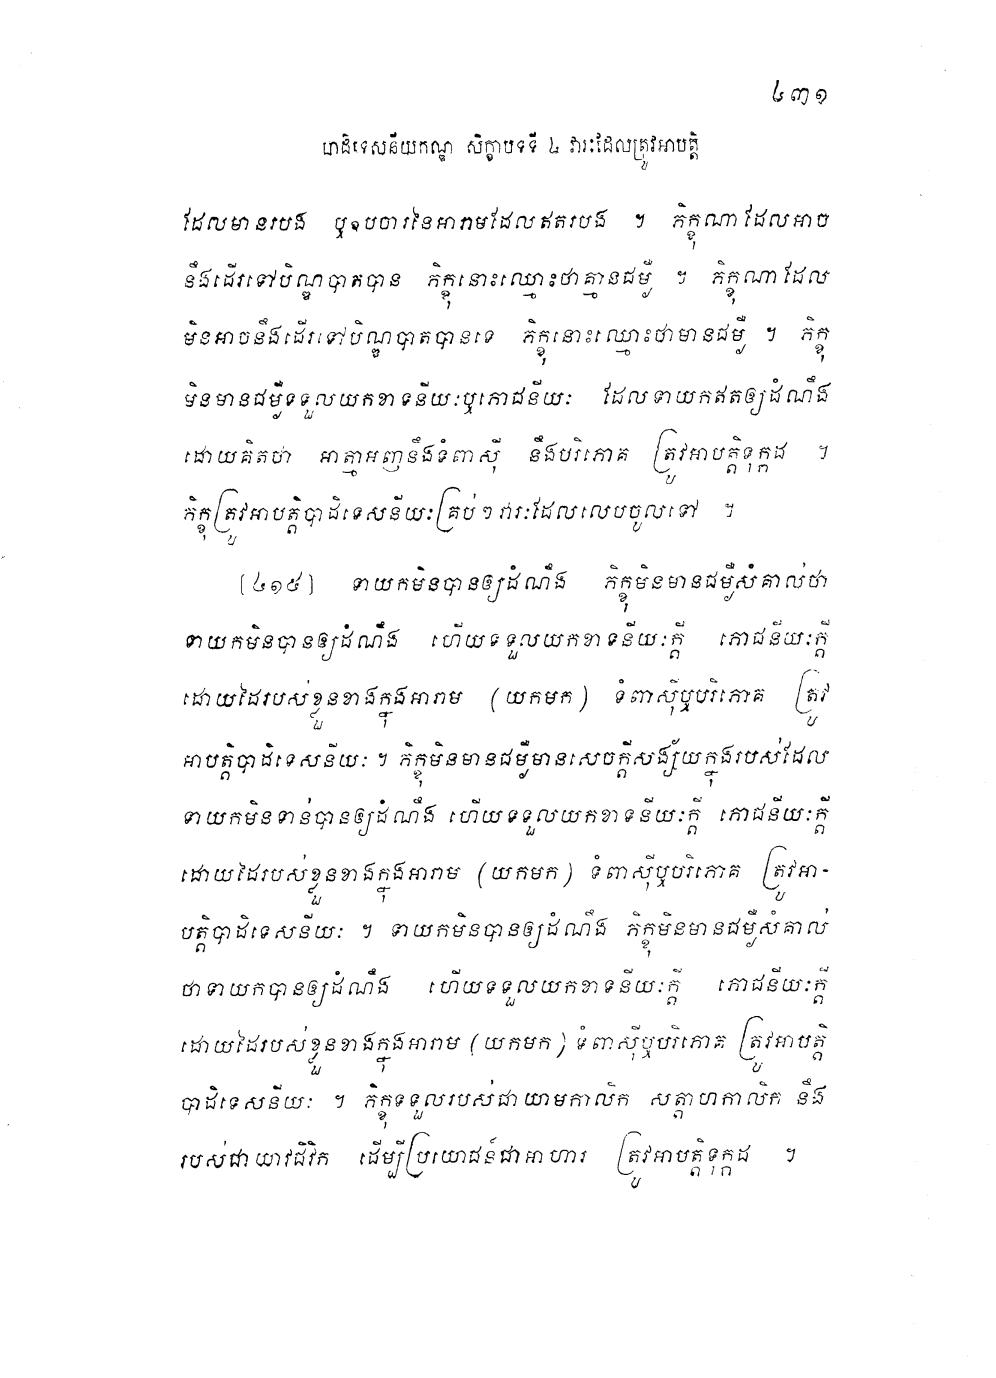 ៤៣១
បាដិទេសនីយកណ្ឌ សិក្ខាបទទី ៤ វារៈដែលត្រូវអាបត្តិ
ដែលមានរបង ឬឧបចារនៃអារាមដែលឥតរបង ។ ភិក្ខុណាដែលអាច
នឹងដើរទៅបិណ្ឌបាតបាន ភិក្ខុនោះឈ្មោះថាគ្មានជម្ងឺ ។ ភិក្ខុណាដែល
មិនអាចនឹងដើរទៅបិណ្ឌបាតបានទេ ភិក្ខុនោះឈ្មោះថាមានជម្ងឺ ។ ភិក្ខុ
មិនមានជម្ងឺទទួលយកខាទនីយៈឬភោជនីយៈ ដែលទាយកឥតឲ្យដំណឹង
ដោយគិតថា អាត្មាអញនឹងទំពាស៊ី នឹងបរិភោគ ត្រូវអាបត្តិទុក្កដ ។
ភិក្ខុត្រូវអាបត្តិបាដិទេសនីយៈគ្រប់ៗវារៈដែលលេបចូលទៅ ។
[៤១៥] ទាយកមិនបានឲ្យដំណឹង ភិក្ខុមិនមានជម្ងឺសំគាល់ថា
ទាយកមិនបានឲ្យដំណឹង ហើយទទួលយកខាទនីយៈក្តី ភោជនីយៈក្តី
ដោយដៃរបស់ខ្លួនខាងក្នុងអារាម (យកមក) ទំពាស៊ីឬបរិភោគ ត្រូវ
អាបត្តិបាដិទេសនីយៈ ។ ភិក្ខុមិនមានជម្ងឺមានសេចក្តីសង្ស័យក្នុងរបស់ដែល
ទាយកមិនទាន់បានឲ្យដំណឹង ហើយទទួលយកខាទនីយៈក្តី ភោជនីយៈក្តី
ដោយដៃរបស់ខ្លួនខាងក្នុងអារាម (យកមក) ទំពាស៊ីឬបរិភោគ ត្រូវអា-
បត្តិបាដិទេសនីយៈ ។ ទាយកមិនបានឲ្យដំណឹង ភិក្ខុមិនមានជម្ងឺសំគាល់
ថាទាយកបានឲ្យដំណឹង ហើយទទួលយកខាទនីយៈក្តី ភោជនីយៈក្តី
ដោយដៃរបស់ខ្លួនខាងក្នុងអារាម (យកមក) ទំពាស៊ីឬបរិភោគ ត្រូវអាបត្តិ
បាដិទេសនីយៈ ។ ភិក្ខុទទួលរបស់ជាយាមកាលិក សត្តាហកាលិក នឹង
របស់ជាយាវជីវិក ដើម្បីប្រយោជន៍ជាអាហារ ត្រូវអាបត្តិទុក្កដ ។